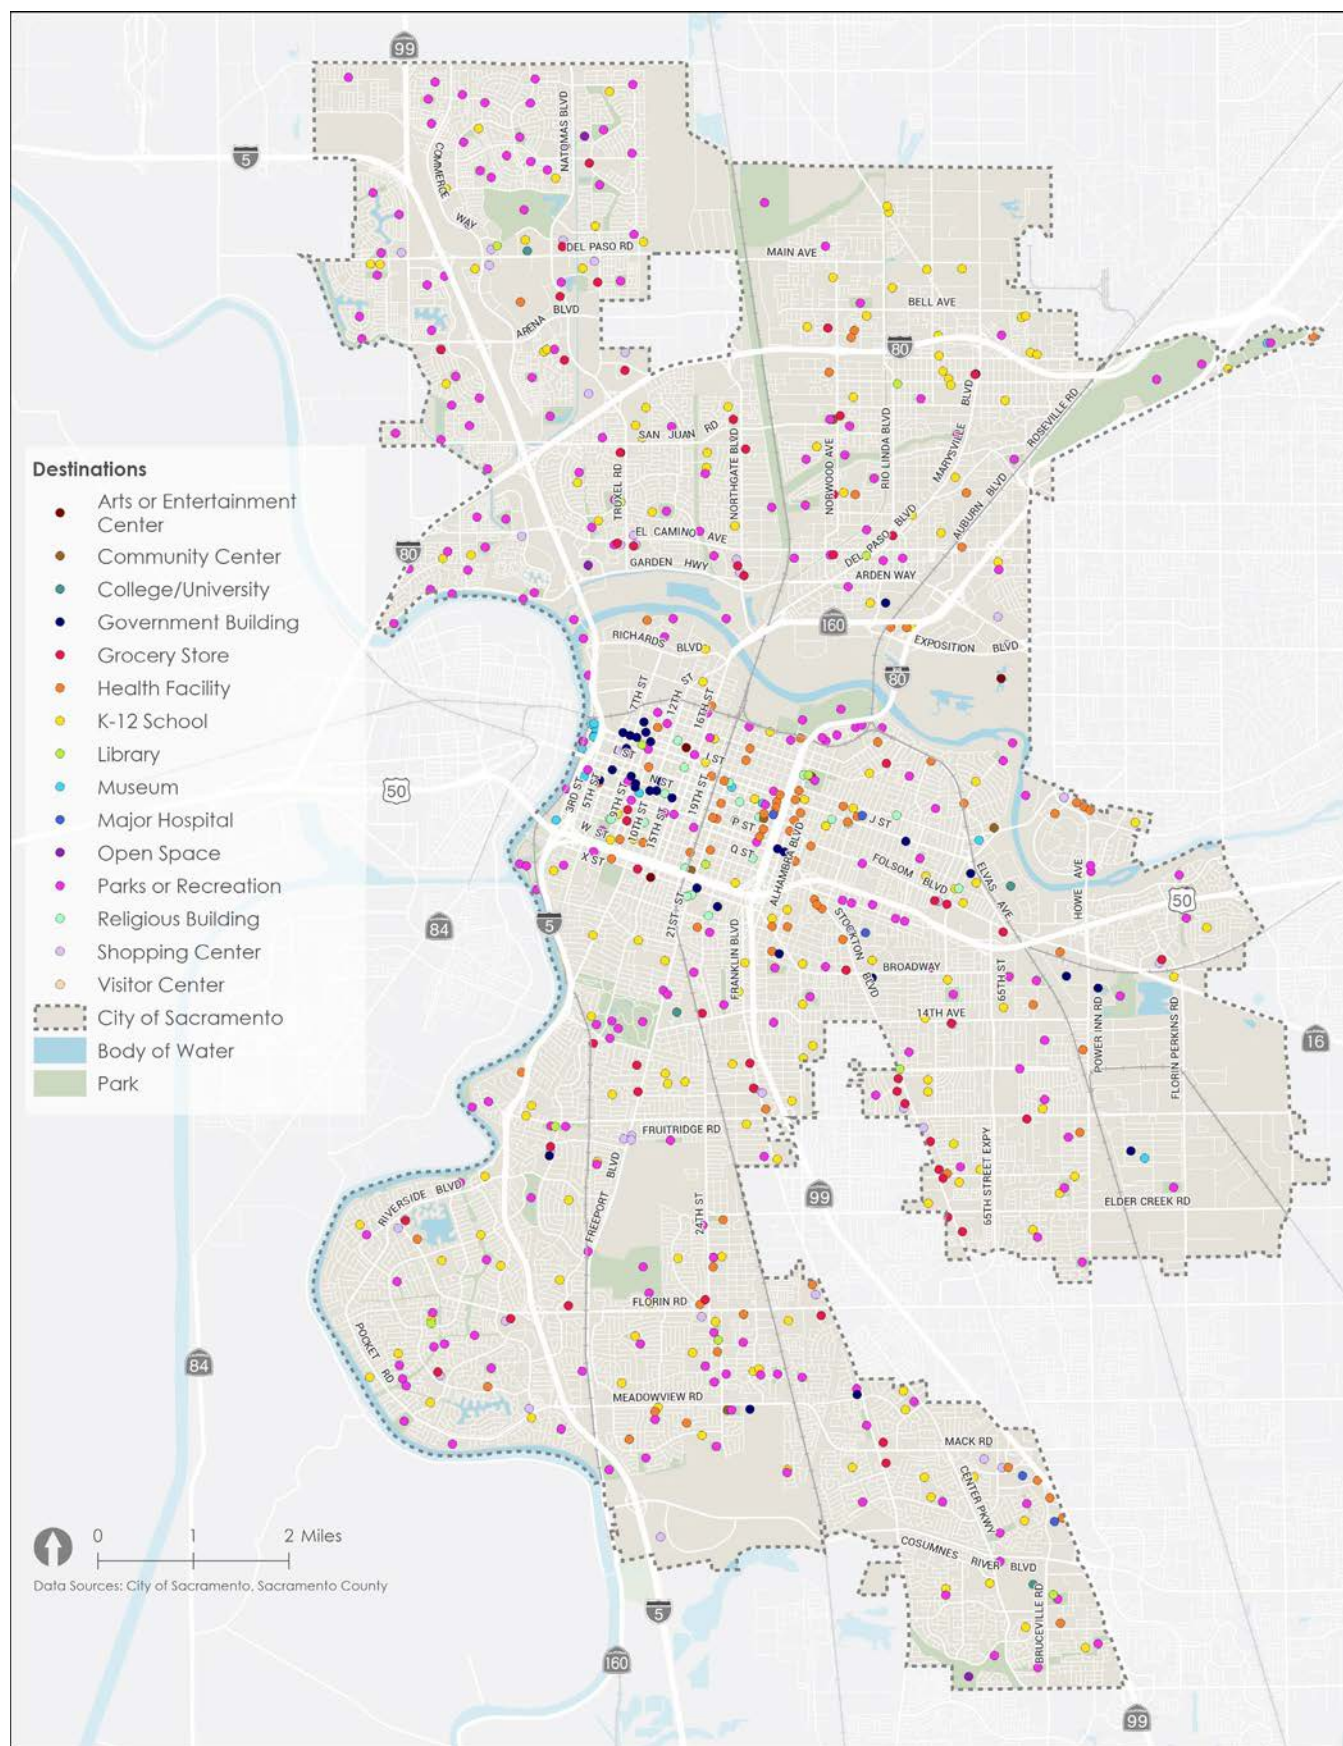 99
5
NATOMAS BLVD
COMMERCE
WAY
DEL PASO RD
MAIN AVE
BELL AVE
ARENA
BLVD
80
SAN JUAN RD
NORTHGATE BLVD
NORWOOD AVE
RIO LINDA BLVD
MARYSVILLE
BLVD
ROSEVILLE RD
AUBURN BLVD
TRUXEL RD
EL CAMINO AVE
DEL PASO BLVD
GARDEN HWY
ARDEN WAY
80
160
RICHARDS BLVD
EXPOSITION BLVD
80
7TH ST
12TH ST
16TH ST
L ST
I ST
N ST
3RD ST
5TH ST
9TH ST
10TH ST
15TH ST
19TH ST
P ST
J ST
W ST
Q ST
X ST
50
ALHAMBRA BLVD
FOLSOM BLVD
ELVAS AVE
HOWE AVE
50
84
5
21ST ST
FRANKLIN BLVD
STOCKTON
BLVD
BROADWAY
65TH ST
14TH AVE
POWER INN RD
FLORIN PERKINS RD
16
FRUITRIDGE RD
FREEPORT BLVD
RIVERSIDE BLVD
24TH ST
99
65TH STREET EXPY
ELDER CREEK RD
FLORIN RD
POCKET RD
84
MEADOWVIEW RD
MACK RD
CENTER PKWY
COSUMNES RIVER BLVD
BRUCEVILLE RD
5
160
99
Destinations
Arts or Entertainment
Center
Community Center
College/University
Government Building
Grocery Store
Health Facility
K-12 School
Library
Museum
Major Hospital
Open Space
Parks or Recreation
Religious Building
Shopping Center
Visitor Center
City of Sacramento
Body of Water
Park
0 1 2 Miles
Data Sources: City of Sacramento, Sacramento County